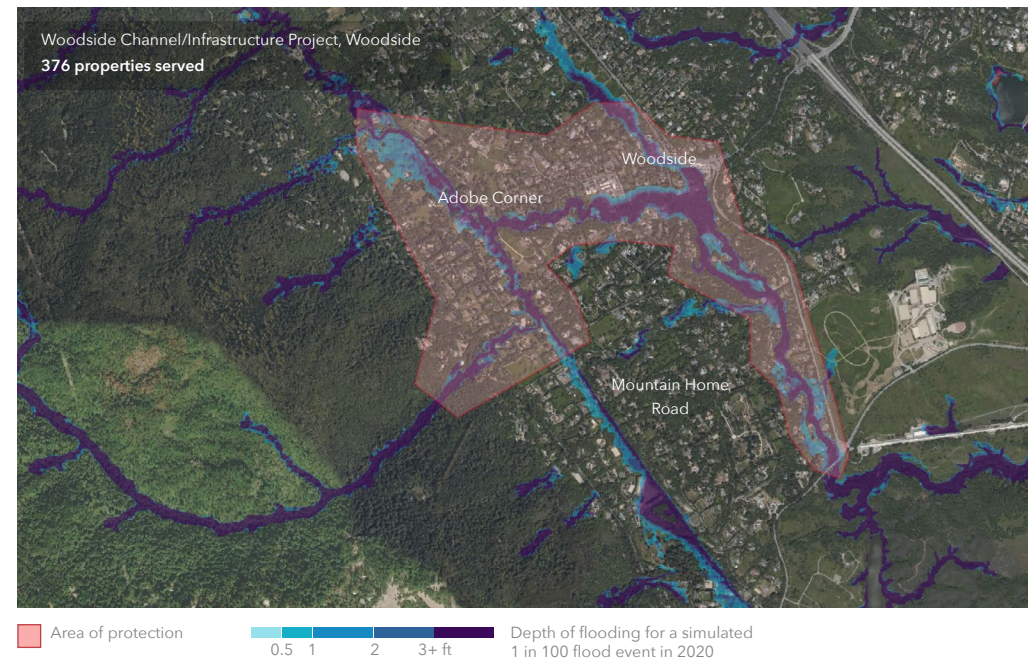 Woodside Channel/Infrastructure Project, Woodside
376 properties served
Woodside
Adobe Corner
Mountain Home
Road
Area of protection
0.5 1 2 3+ ft
Depth of flooding for a simulated
1 in 100 flood event in 2020